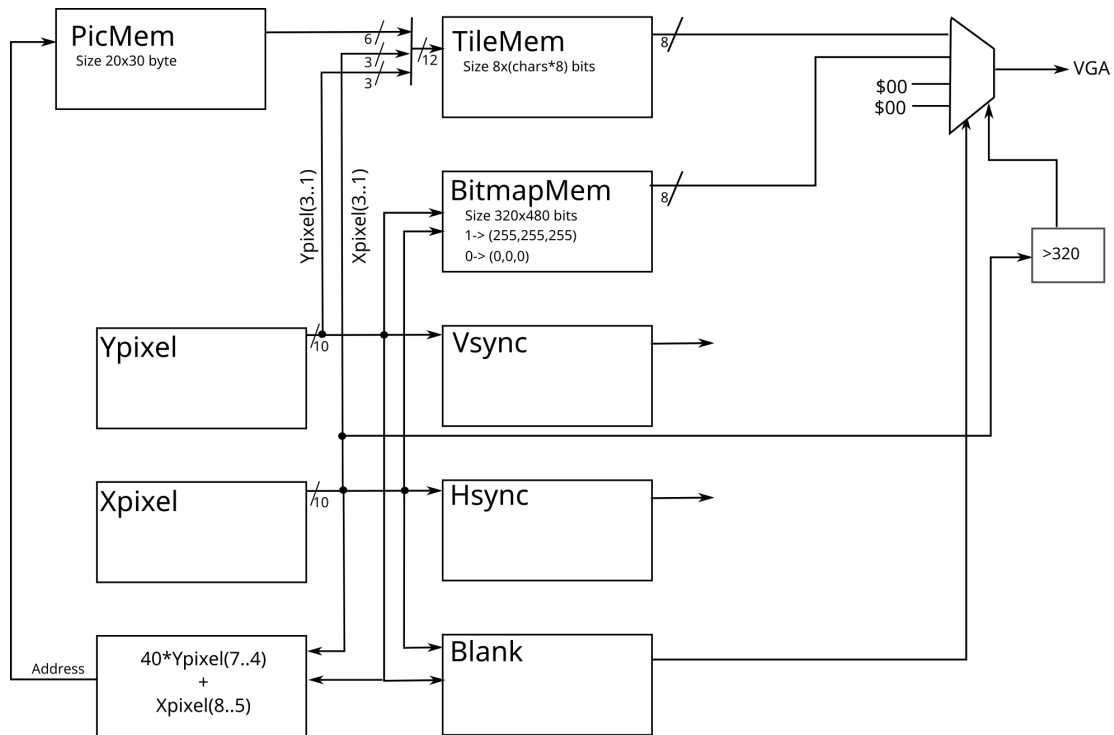 PicMem
Size 20x30 byte
6
3
3
12
TileMem
Size 8x(chars*8) bits
8
$00
$00
VGA
Ypixel(3..1)
Xpixel(3..1)
BitmapMem
Size 320x480 bits
1-> (255,255,255)
0-> (0,0,0)
8
>320
Ypixel
10
Vsync
Xpixel
10
Hsync
Address
40*Ypixel(7..4)
+
Xpixel(8..5)
Blank